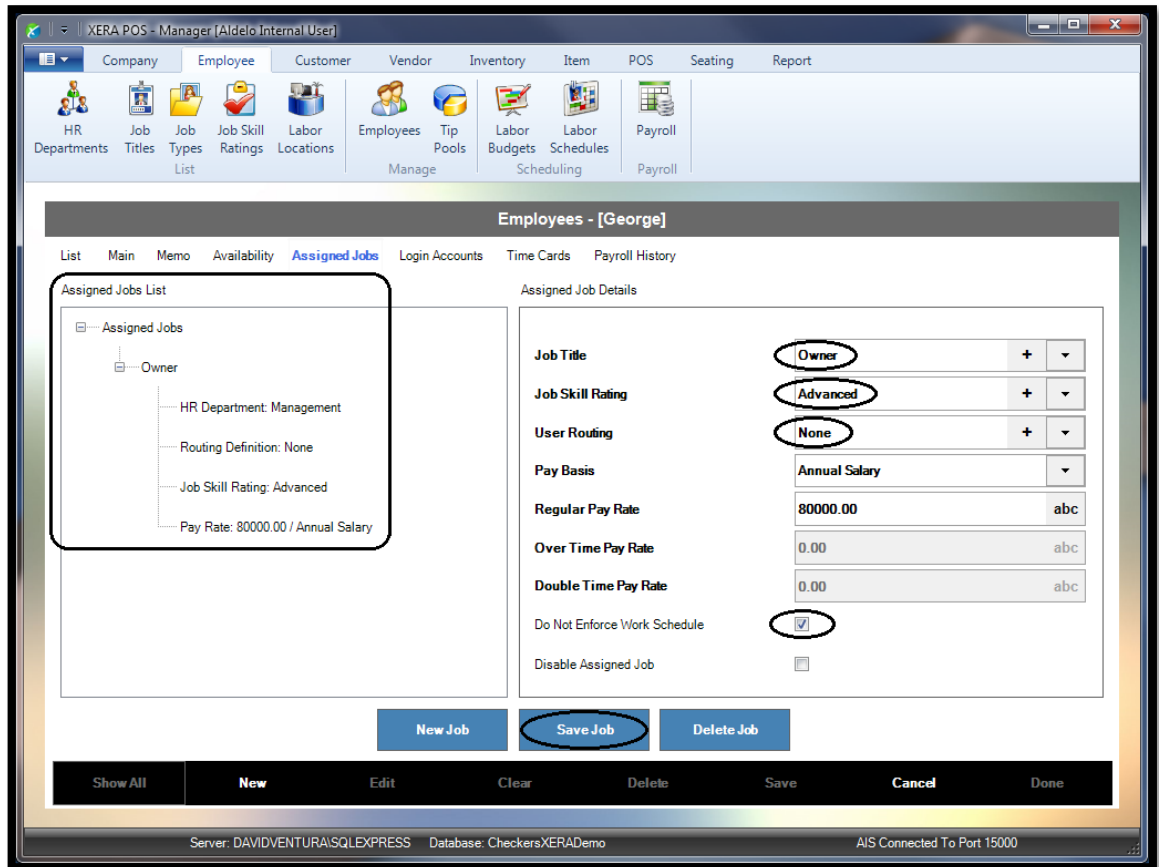 XERA POS - Manager [Aldelo Internal User]
Company Employee Customer Vendor Inventory Item POS Seating Report
HR Departments Job Titles Job Types Job Skill Ratings Labor Locations Employees Tip Pools Labor Budgets Labor Schedules Payroll
List Manage Scheduling Payroll
Employees - [George]
List Main Memo Availability Assigned Jobs Login Accounts Time Cards Payroll History
Assigned Jobs List
Assigned Jobs
Owner
HR Department: Management
Routing Definition: None
Job Skill Rating: Advanced
Pay Rate: 80000.00 / Annual Salary
Assigned Job Details
Job Title Owner +
Job Skill Rating Advanced +
User Routing None +
Pay Basis Annual Salary
Regular Pay Rate 80000.00 abc
Over Time Pay Rate 0.00 abc
Double Time Pay Rate 0.00 abc
Do Not Enforce Work Schedule
Disable Assigned Job
New Job Save Job Delete Job
Show All New Edit Clear Delete Save Cancel Done
Server: DAVIDVENTURA\SQLEXPRESS Database: CheckersXERADemo AIS Connected To Port 15000